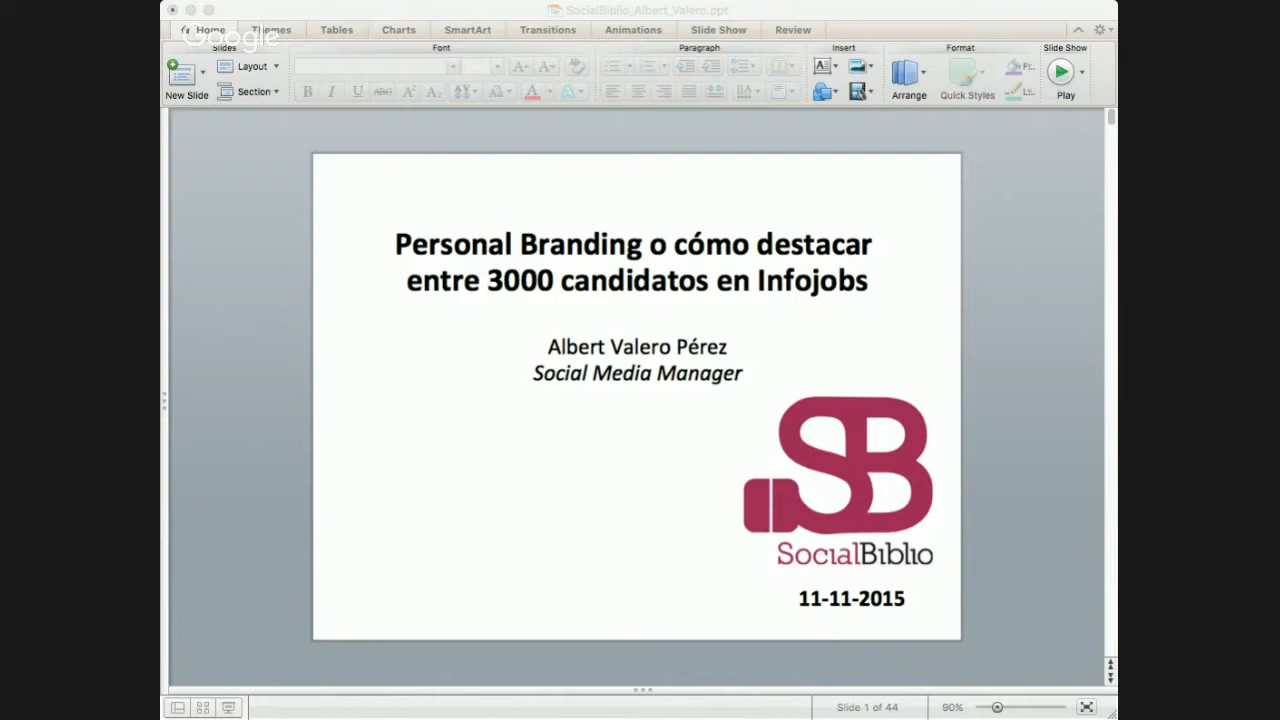 SocialBiblio_Albert_Valero.ppt
Home Themes Tables Charts SmartArt Transitions Animations Slide Show Review
Google
Slides Font Paragraph Insert Format Slide Show
Layout
New Slide Section
Arrange Quick Styles Play
Personal Branding o cómo destacar
entre 3000 candidatos en Infojobs
Albert Valero Pérez
Social Media Manager
SB
SocialBiblio
11-11-2015
Slide 1 of 44 90%